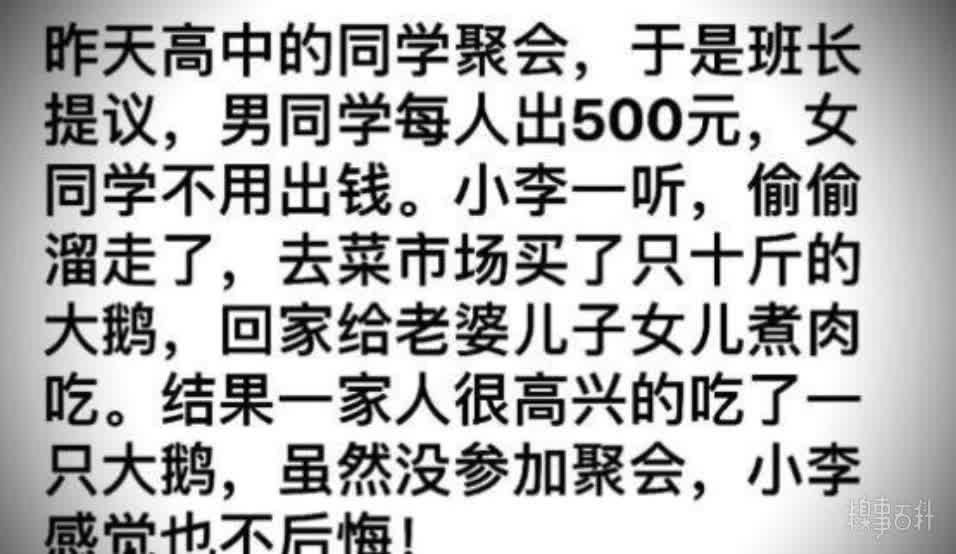 昨天高中的同学聚会，于是班长
提议，男同学每人出500元，女
同学不用出钱。小李一听，偷偷
溜走了，去菜市场买了只十斤的
大鹅，回家给老婆儿子女儿煮肉
吃。结果一家人很高兴的吃了一
只大鹅，虽然没参加聚会，小李
感觉也不后悔！
糗事百科